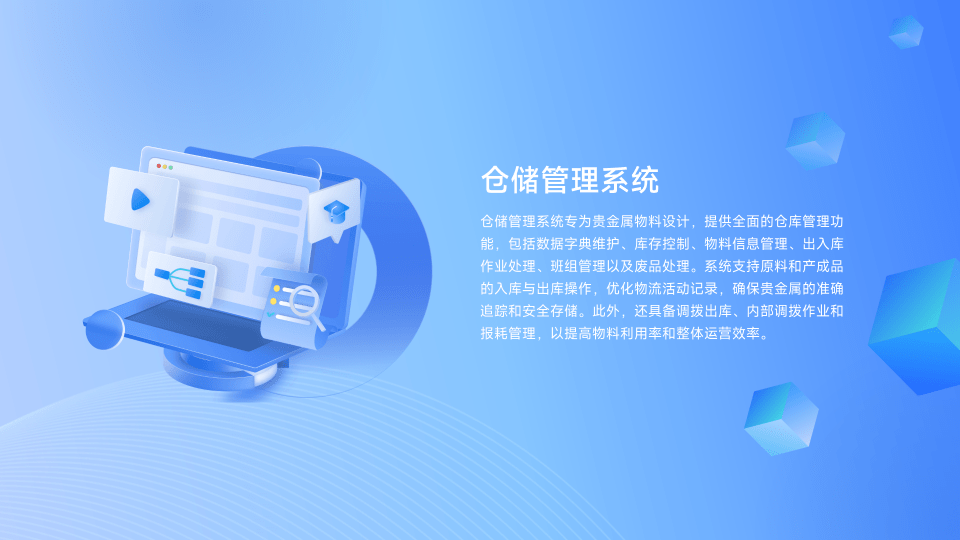 仓储管理系统
仓储管理系统专为贵金属物料设计，提供全面的仓库管理功
能，包括数据字典维护、库存控制、物料信息管理、出入库
作业处理、班组管理以及废品处理。系统支持原料和产成品
的入库与出库操作，优化物流活动记录，确保贵金属的准确
追踪和安全存储。此外，还具备调拨出库、内部调拨作业和
报耗管理，以提高物料利用率和整体运营效率。